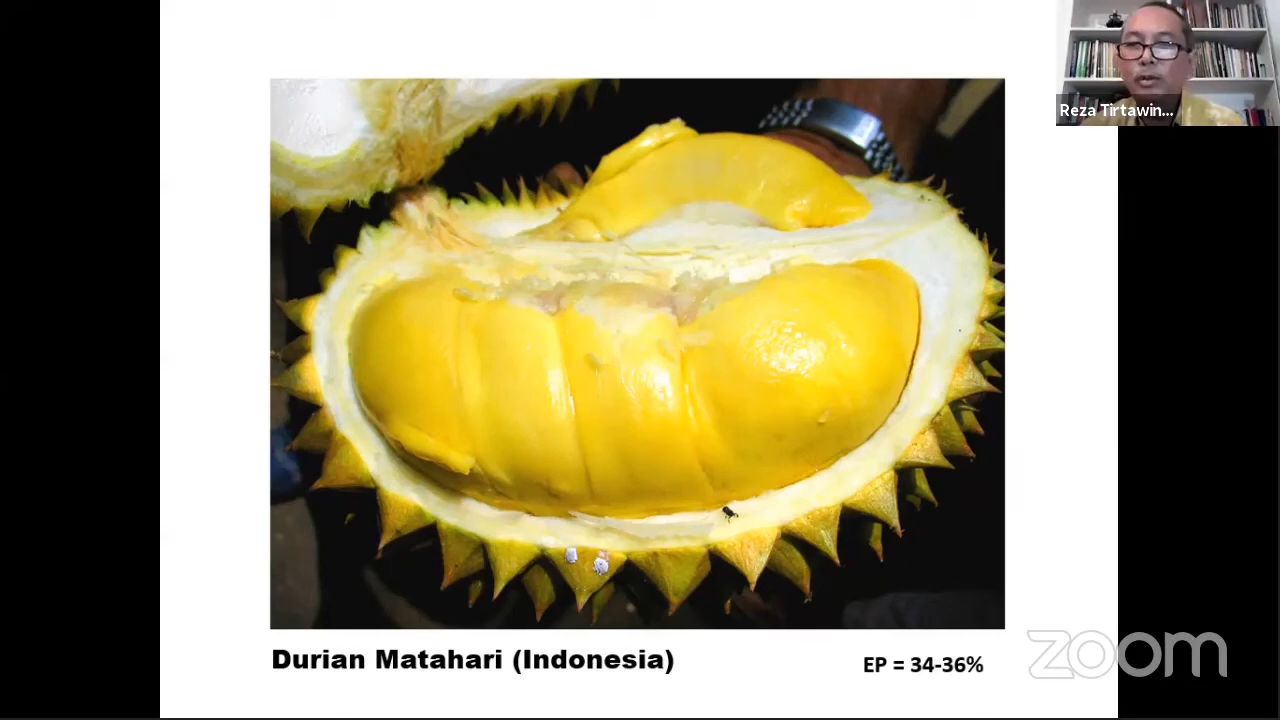 Reza Tirtawin...
Durian Matahari (Indonesia)
EP = 34-36%
zoom